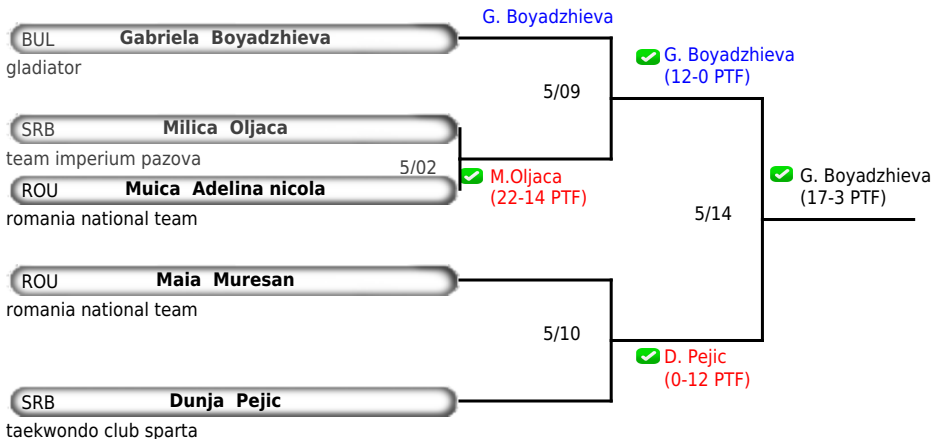 G. Boyadzhieva
BUL Gabriela Boyadzhieva
gladiator
G. Boyadzhieva
(12-0 PTF)
5/09
SRB Milica Oljaca
team imperium pazova
5/02
M.Oljaca
(22-14 PTF)
ROU Muica Adelina nicola
romania national team
G. Boyadzhieva
(17-3 PTF)
5/14
ROU Maia Muresan
romania national team
5/10
D. Pejic
(0-12 PTF)
SRB Dunja Pejic
taekwondo club sparta